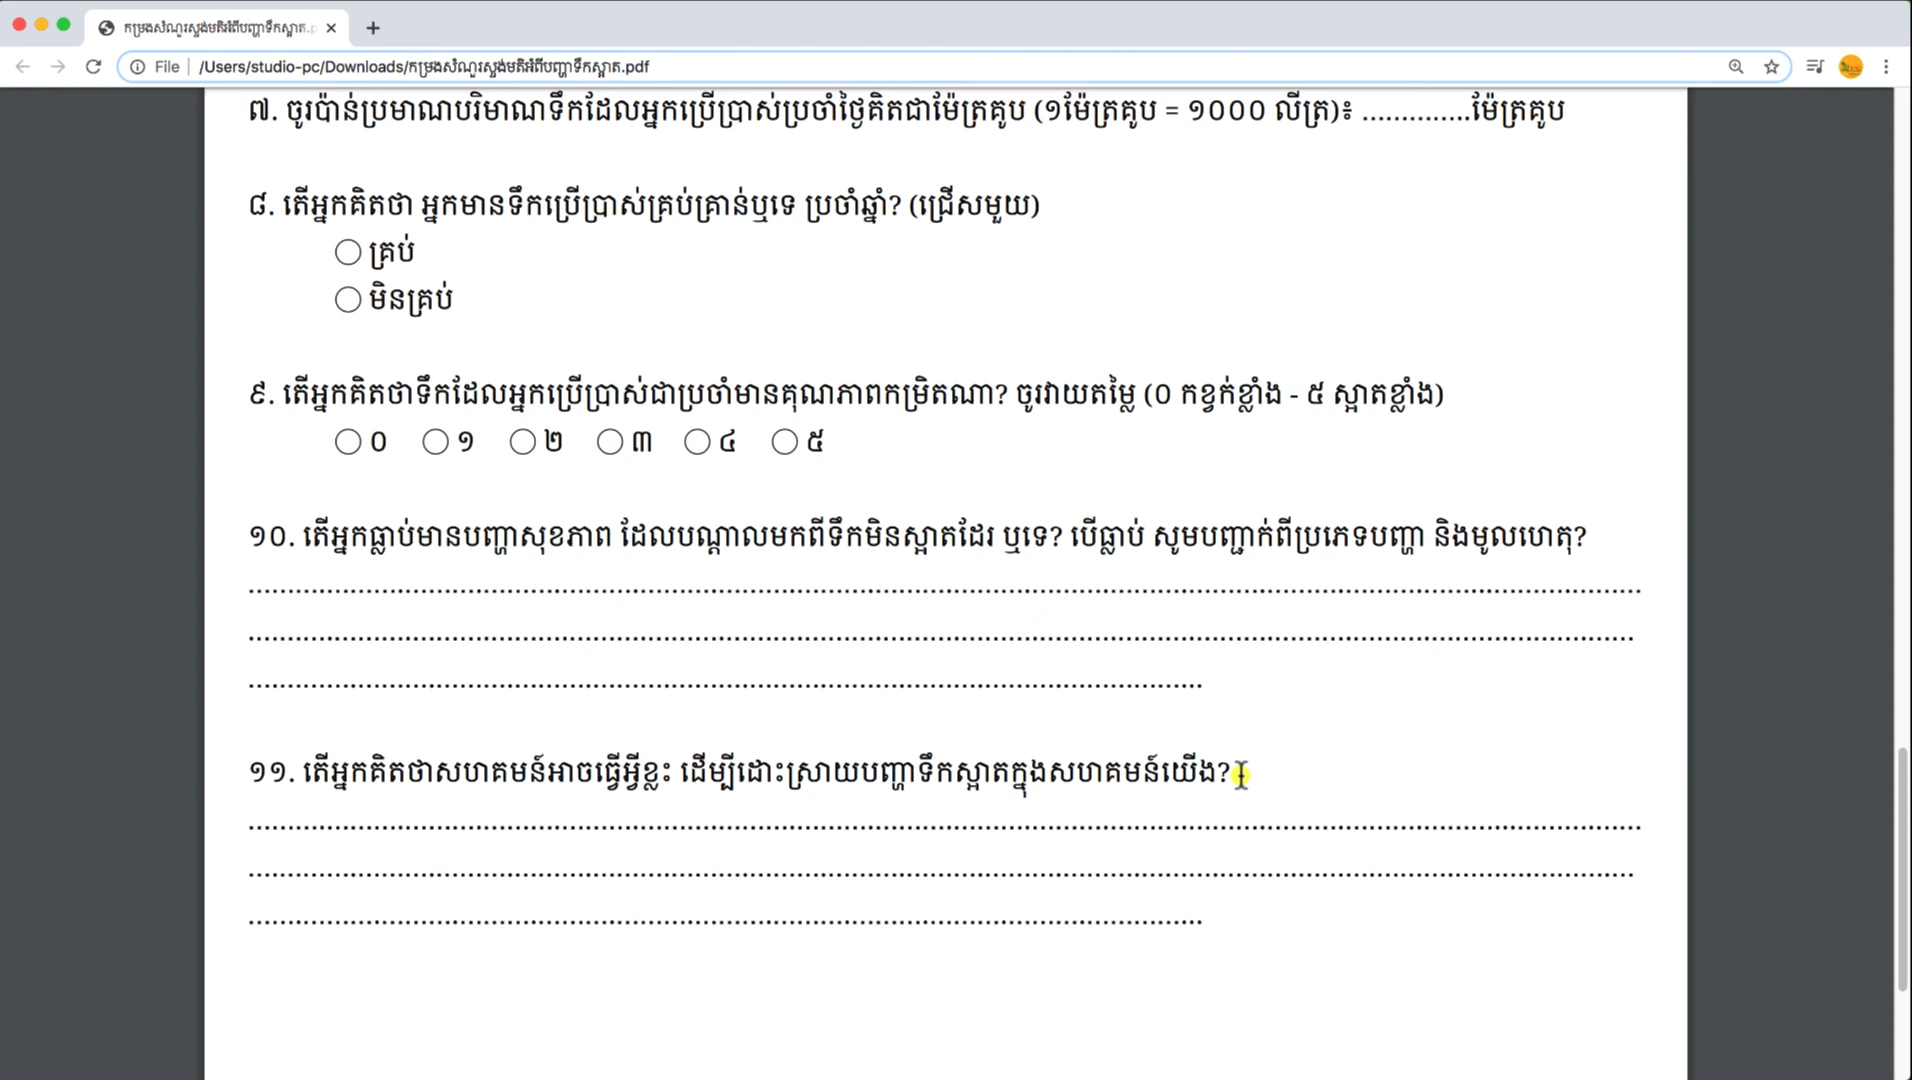 កម្រងសំណួរស្ទង់មតិអំពីបញ្ហាទឹកស្អាត.p
File /Users/studio-pc/Downloads/កម្រងសំណួរស្ទង់មតិអំពីបញ្ហាទឹកស្អាត.pdf
៧. ចូរប៉ាន់ប្រមាណបរិមាណទឹកដែលអ្នកប្រើប្រាស់ប្រចាំថ្ងៃគិតជាម៉ែត្រគូប (១ម៉ែត្រគូប = ១០០០ លីត្រ)៖ ..............ម៉ែត្រគូប
៨. តើអ្នកគិតថា អ្នកមានទឹកប្រើប្រាស់គ្រប់គ្រាន់ឬទេ ប្រចាំឆ្នាំ? (ជ្រើសមួយ)
គ្រប់
មិនគ្រប់
៩. តើអ្នកគិតថាទឹកដែលអ្នកប្រើប្រាស់ជាប្រចាំមានគុណភាពកម្រិតណា? ចូរវាយតម្លៃ (០ កខ្វក់ខ្លាំង - ៥ ស្អាតខ្លាំង)
០ ១ ២ ៣ ៤ ៥
១០. តើអ្នកធ្លាប់មានបញ្ហាសុខភាព ដែលបណ្តាលមកពីទឹកមិនស្អាតដែរ ឬទេ? បើធ្លាប់ សូមបញ្ជាក់ពីប្រភេទបញ្ហា និងមូលហេតុ?
១១. តើអ្នកគិតថាសហគមន៍អាចធ្វើអ្វីខ្លះ ដើម្បីដោះស្រាយបញ្ហាទឹកស្អាតក្នុងសហគមន៍យើង?